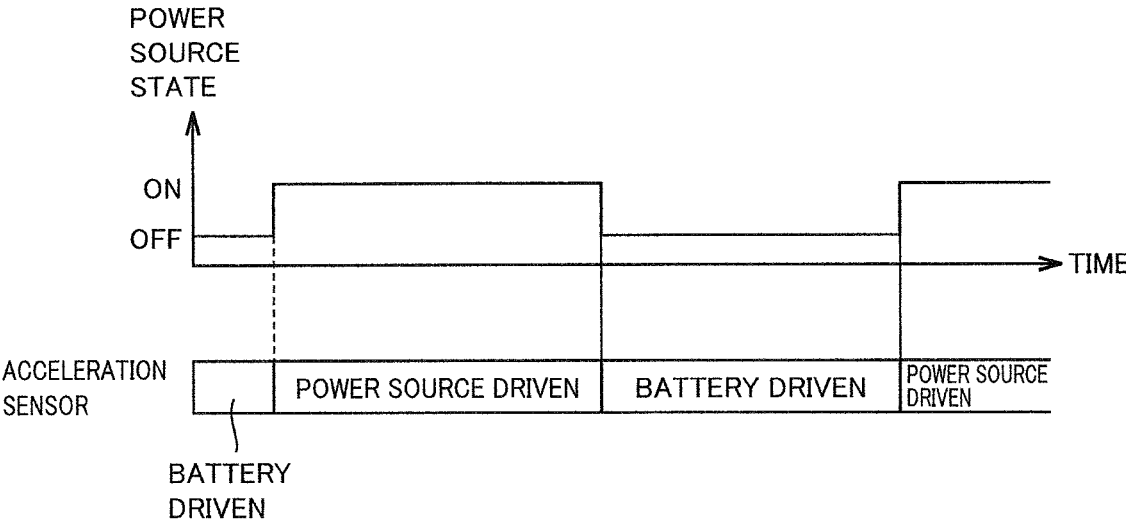 POWER
SOURCE
STATE
ON
OFF
TIME
ACCELERATION
SENSOR
POWER SOURCE DRIVEN
BATTERY DRIVEN
POWER SOURCE
DRIVEN
BATTERY
DRIVEN